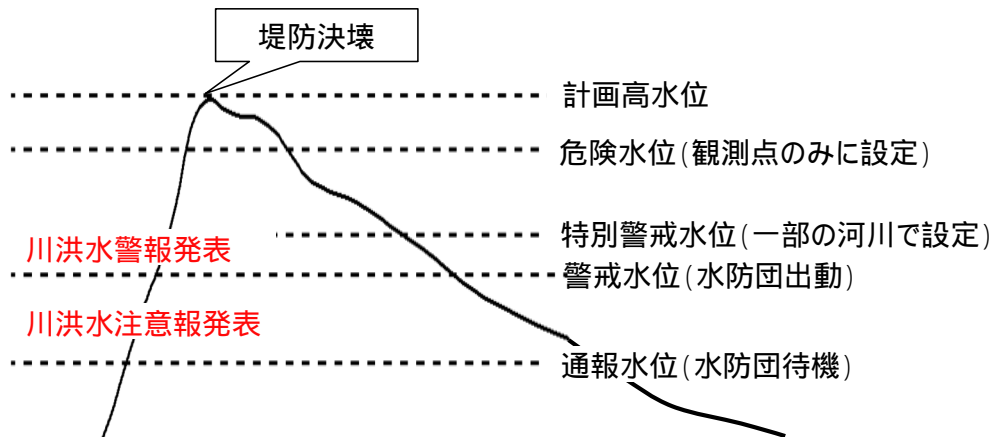 堤防決壊
計画高水位
危険水位(観測点のみに設定)
特別警戒水位(一部の河川で設定)
川洪水警報発表
警戒水位(水防団出動)
川洪水注意報発表
通報水位(水防団待機)